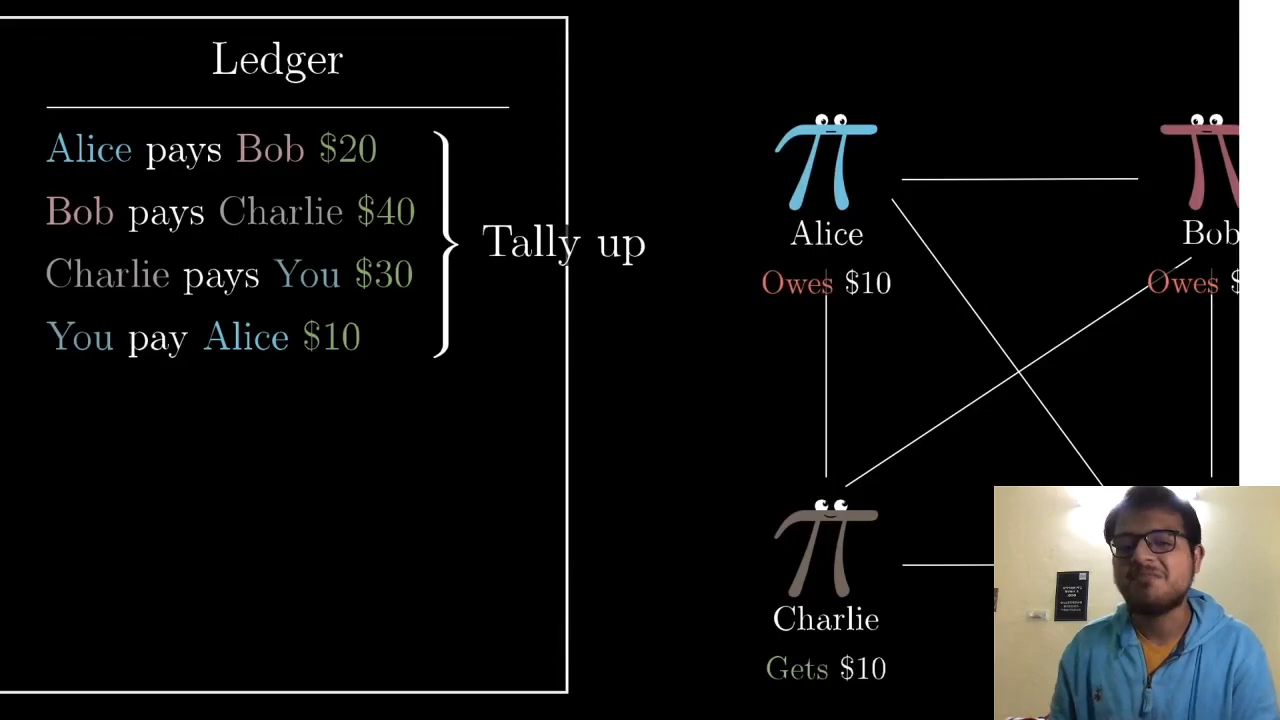 Ledger
Alice pays Bob $20
Bob pays Charlie $40
Charlie pays You $30
You pay Alice $10
Tally up
Alice
Owes $10
Bob
Owes $
Charlie
Gets $10